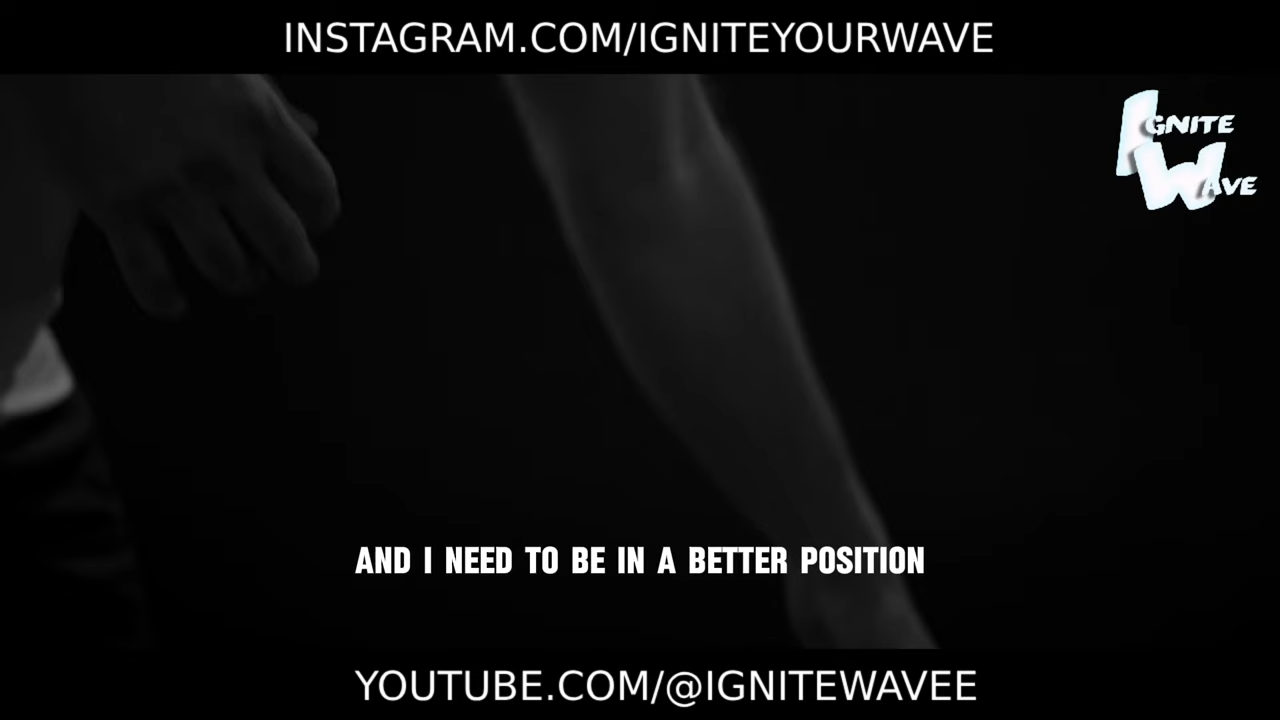 INSTAGRAM.COM/IGNITEYOURWAVE
IGNITE
WAVE
AND I NEED TO BE IN A BETTER POSITION
YOUTUBE.COM/@IGNITEWAVEE